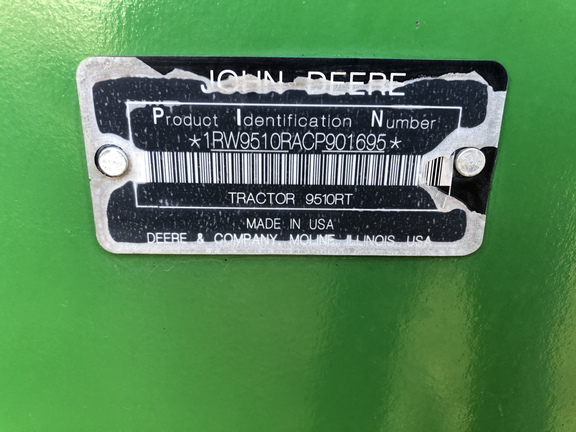 JOHN DEERE
Product Identification Number
*1RW9510RACP901695*
TRACTOR 9510RT
MADE IN USA
DEERE & COMPANY MOLINE ILLINOIS USA